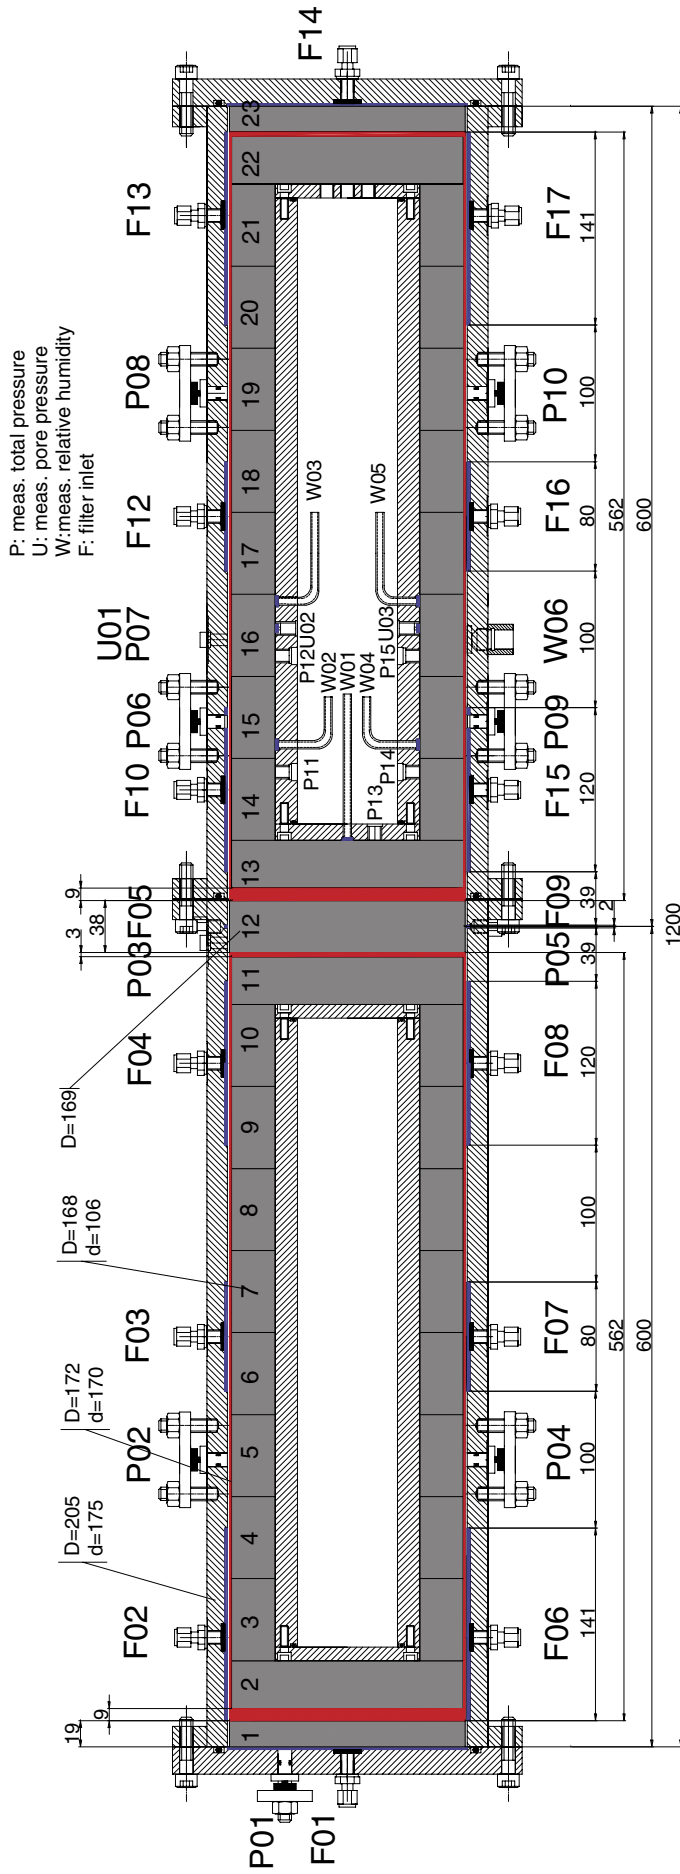 P: meas. total pressure
U: meas. pore pressure
W:meas. relative humidity
F: filter inlet
F14
F13
P08
F12
U01
P07
P06
F10
F05
P03
F04
F03
P02
F02
P01
F01
D=169
D=168
d=106
D=172
d=170
D=205
d=175
9
38
3
9
19
23
22
21
20
19
18
17
16
15
14
13
12
11
10
9
8
7
6
5
4
3
2
1
W03
W05
P12U02
P15U03
W02
W01
W04
P11
P14
P13
F17
P10
F16
W06
P09
F15
F09
P05
F08
F07
P04
F06
141
100
80
100
120
39
2
39
120
100
80
100
141
562
562
600
600
1200